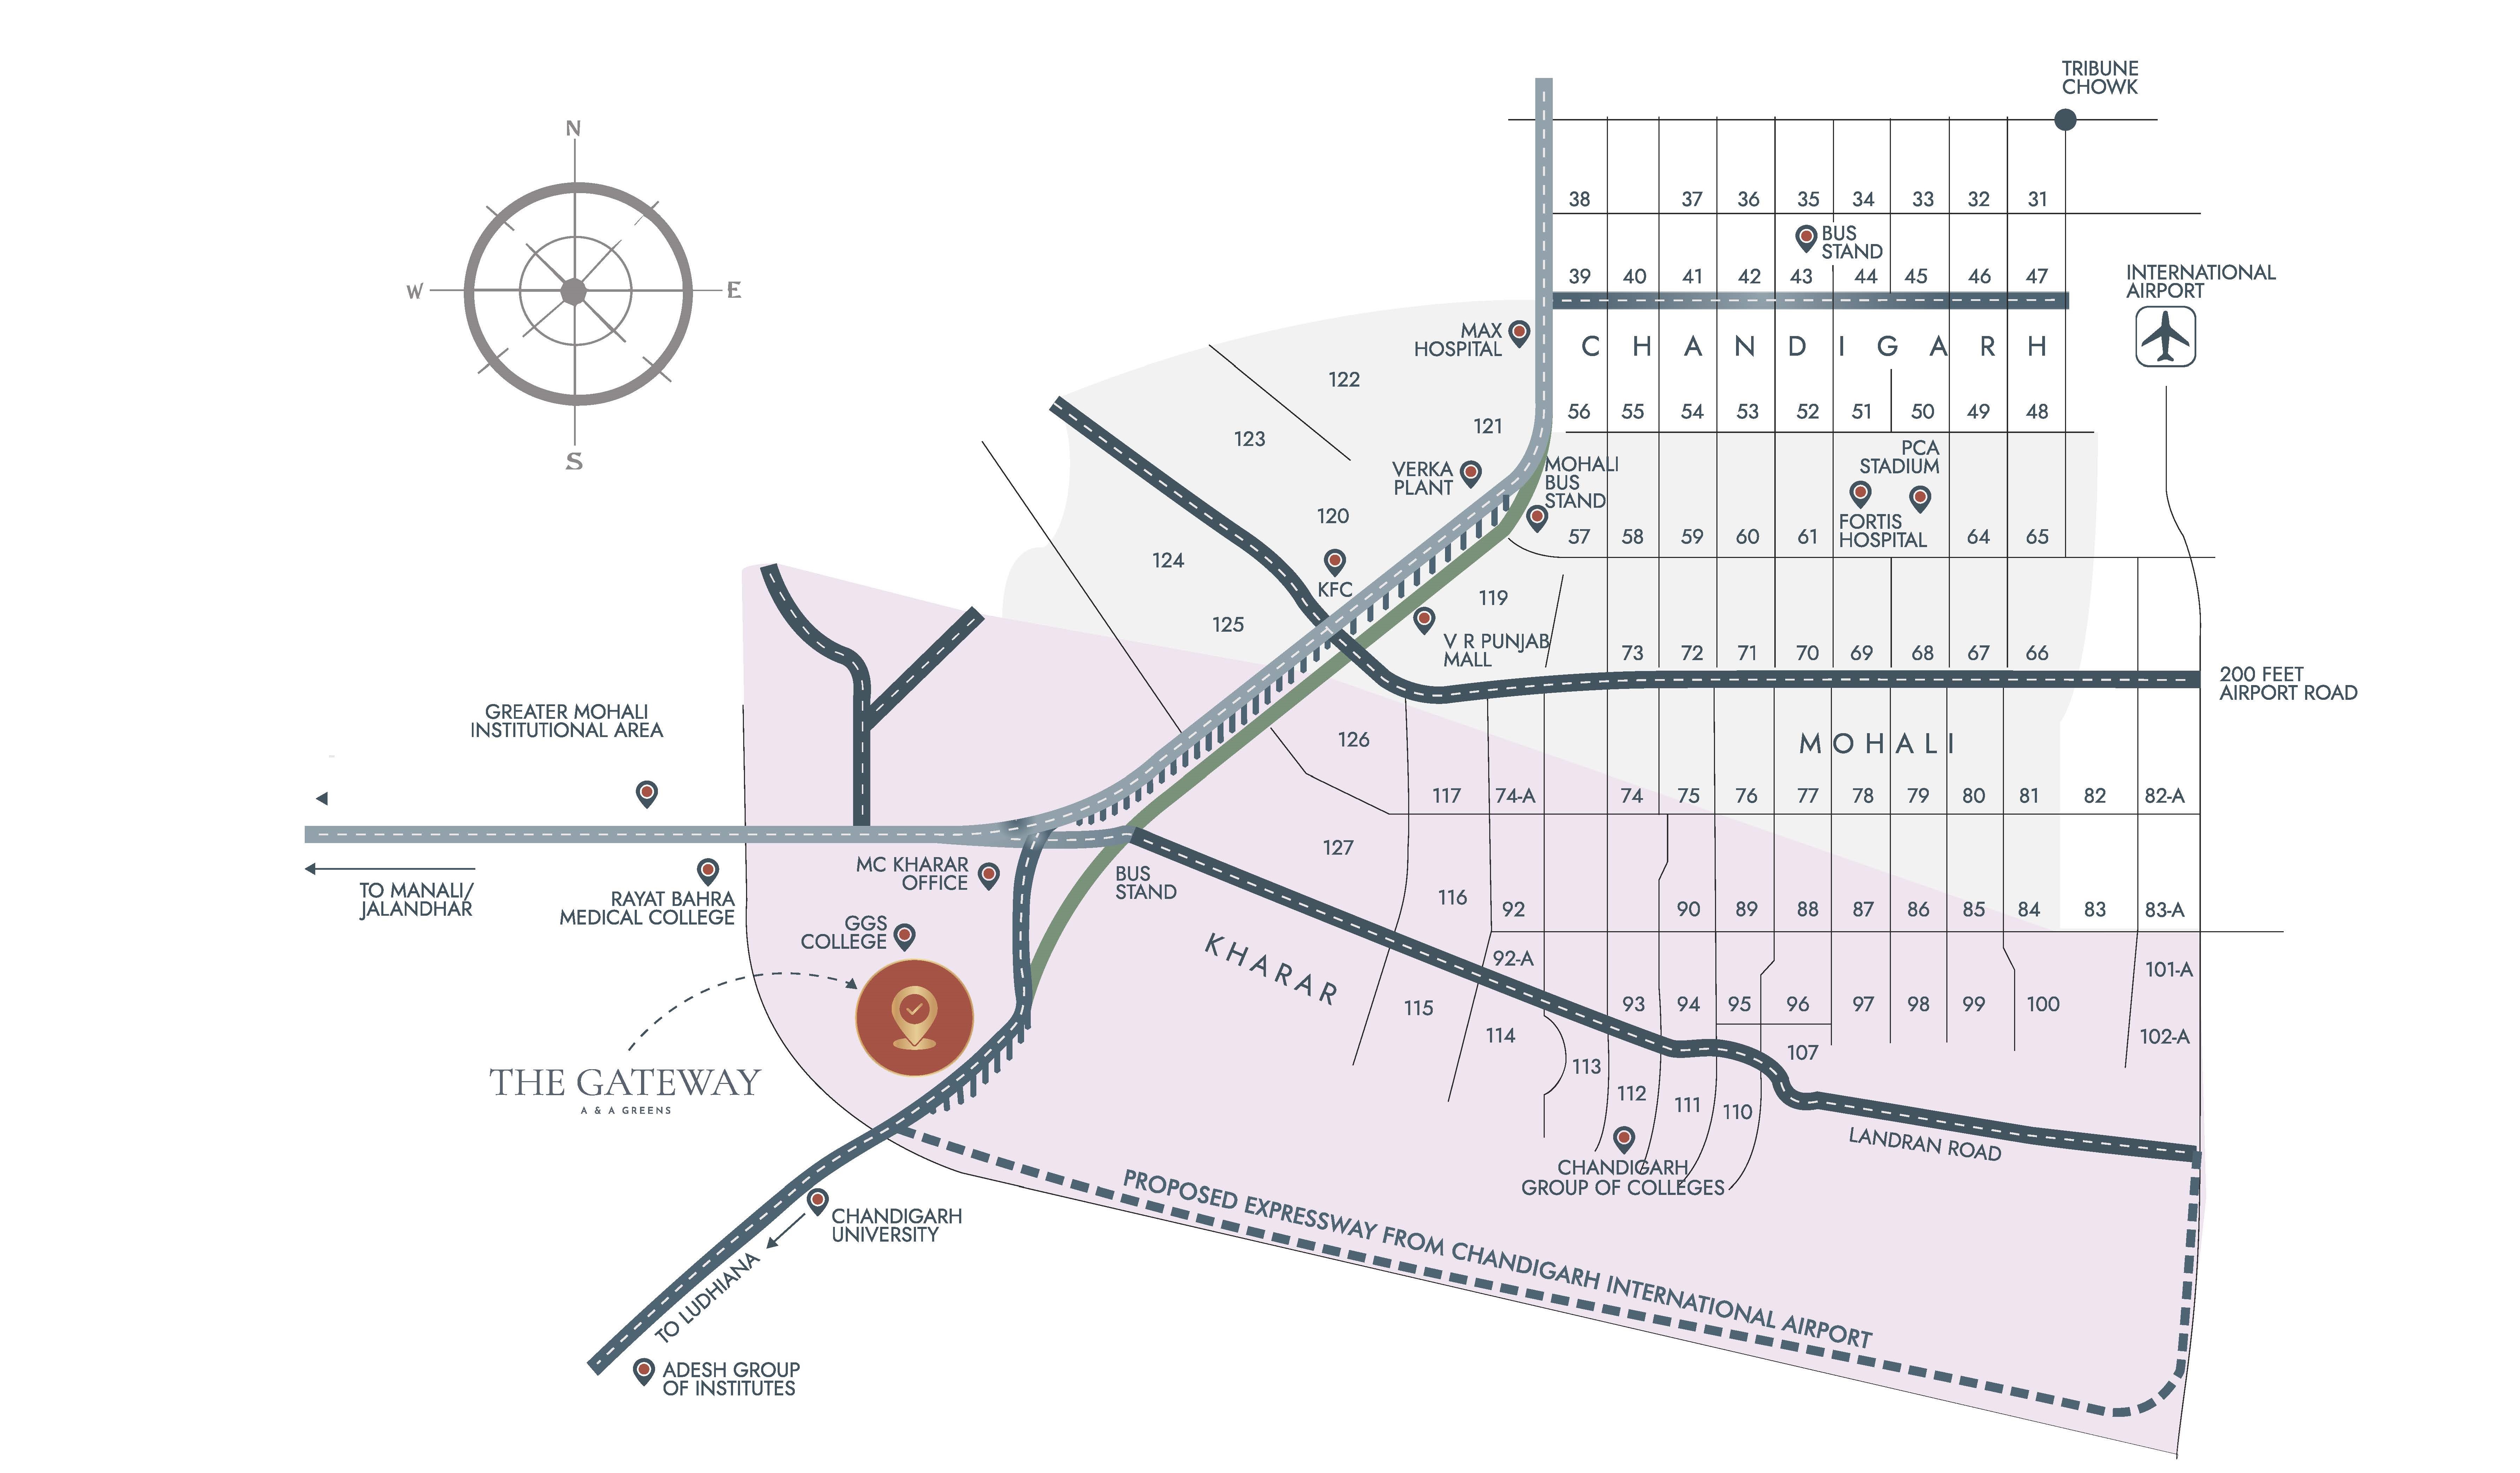 TRIBUNE
CHOWK
N
W
E
S
38 37 36 35 34 33 32 31
BUS
STAND
39 40 41 42 43 44 45 46 47
INTERNATIONAL
AIRPORT
MAX
HOSPITAL
CHANDIGARH
122
123
121
56 55 54 53 52 51 50 49 48
PCA
STADIUM
VERKA
PLANT
MOHALI
BUS
STAND
120
FORTIS
HOSPITAL
57 58 59 60 61 64 65
124
KFC
119
125
V R PUNJAB
MALL
73 72 71 70 69 68 67 66
200 FEET
AIRPORT ROAD
GREATER MOHALI
INSTITUTIONAL AREA
126
MOHALI
117 74-A 74 75 76 77 78 79 80 81 82 82-A
127
MC KHARAR
OFFICE
BUS
STAND
TO MANALI/
JALANDHAR
RAYAT BAHRA
MEDICAL COLLEGE
116 92 90 89 88 87 86 85 84 83 83-A
GGS
COLLEGE
KHARAR
92-A
101-A
115
93 94 95 96 97 98 99 100
114
102-A
107
113
112
111
110
THE GATEWAY
A & A GREENS
LANDRAN ROAD
CHANDIGARH
GROUP OF COLLEGES
PROPOSED EXPRESSWAY FROM CHANDIGARH INTERNATIONAL AIRPORT
CHANDIGARH
UNIVERSITY
TO LUDHIANA
ADESH GROUP
OF INSTITUTES